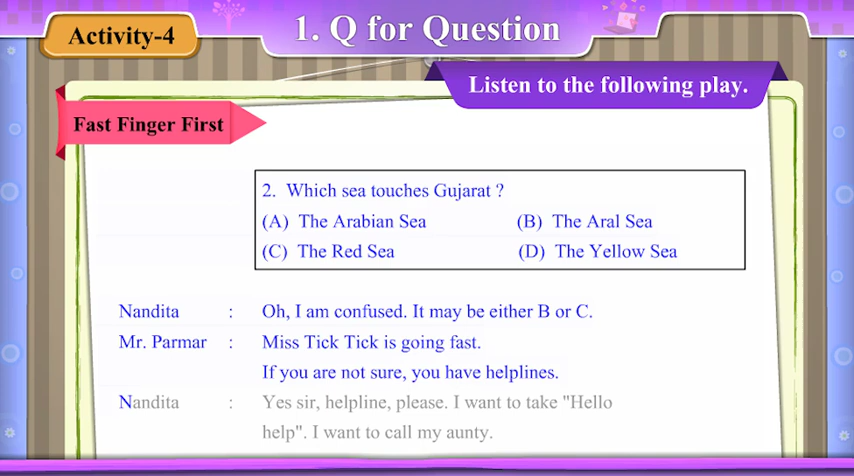 Activity-4
1. Q for Question
Listen to the following play.
Fast Finger First
2. Which sea touches Gujarat ?
(A) The Arabian Sea (B) The Aral Sea
(C) The Red Sea (D) The Yellow Sea
Nandita : Oh, I am confused. It may be either B or C.
Mr. Parmar : Miss Tick Tick is going fast.
If you are not sure, you have helplines.
Nandita : Yes sir, helpline, please. I want to take "Hello
help". I want to call my aunty.